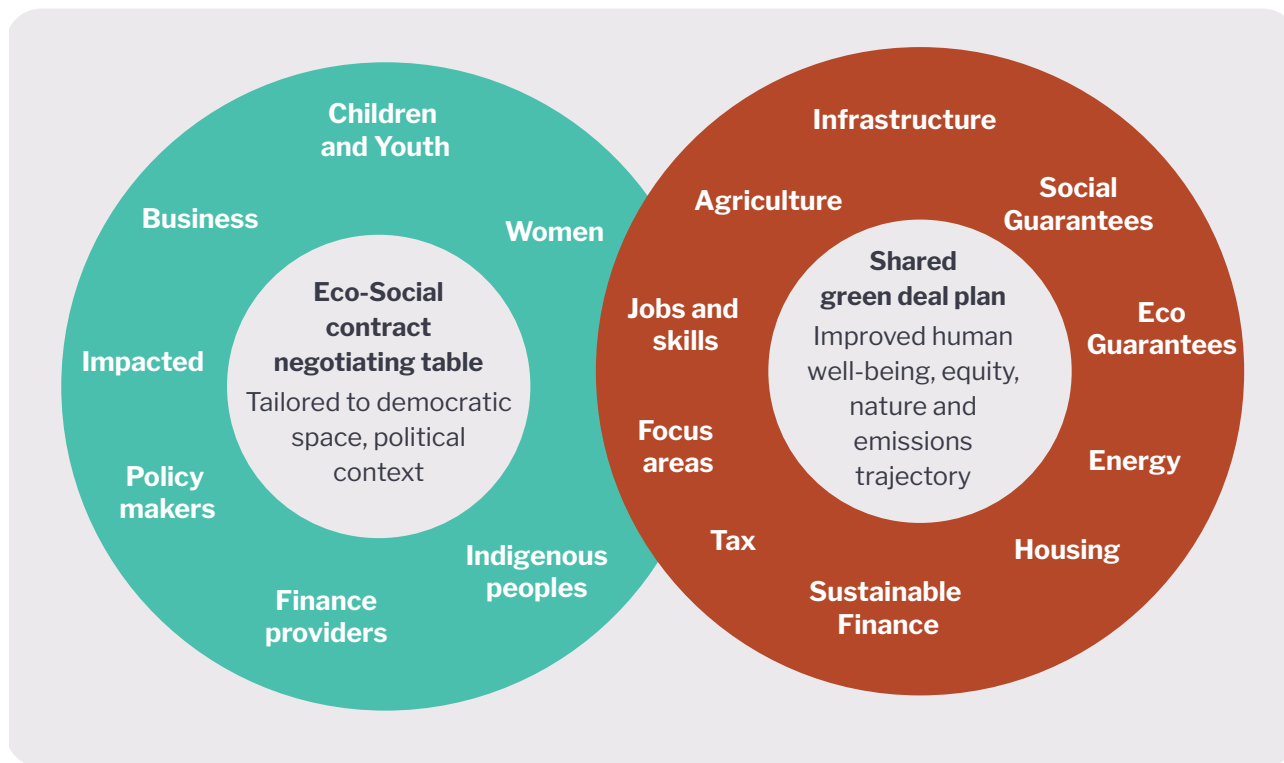 Children
and Youth
Business
Women
Eco-Social
contract
negotiating table
Tailored to democratic
space, political
context
Impacted
Policy
makers
Indigenous
peoples
Finance
providers
Infrastructure
Agriculture
Social
Guarantees
Shared
green deal plan
Improved human
well-being, equity,
nature and
emissions
trajectory
Jobs and
skills
Eco
Guarantees
Focus
areas
Energy
Tax
Housing
Sustainable
Finance